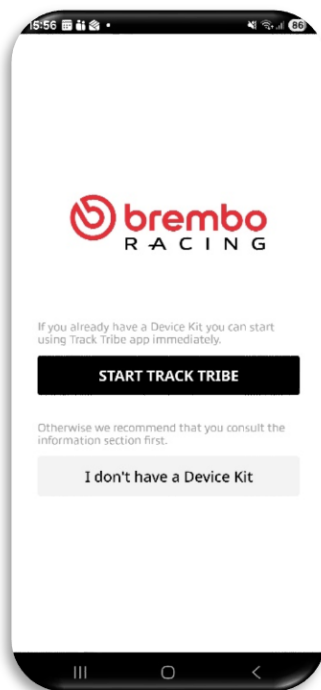 15:56
86
brembo
RACING
If you already have a Device Kit you can start
using Track Tribe app immediately.
START TRACK TRIBE
Otherwise we recommend that you consult the
information section first.
I don't have a Device Kit